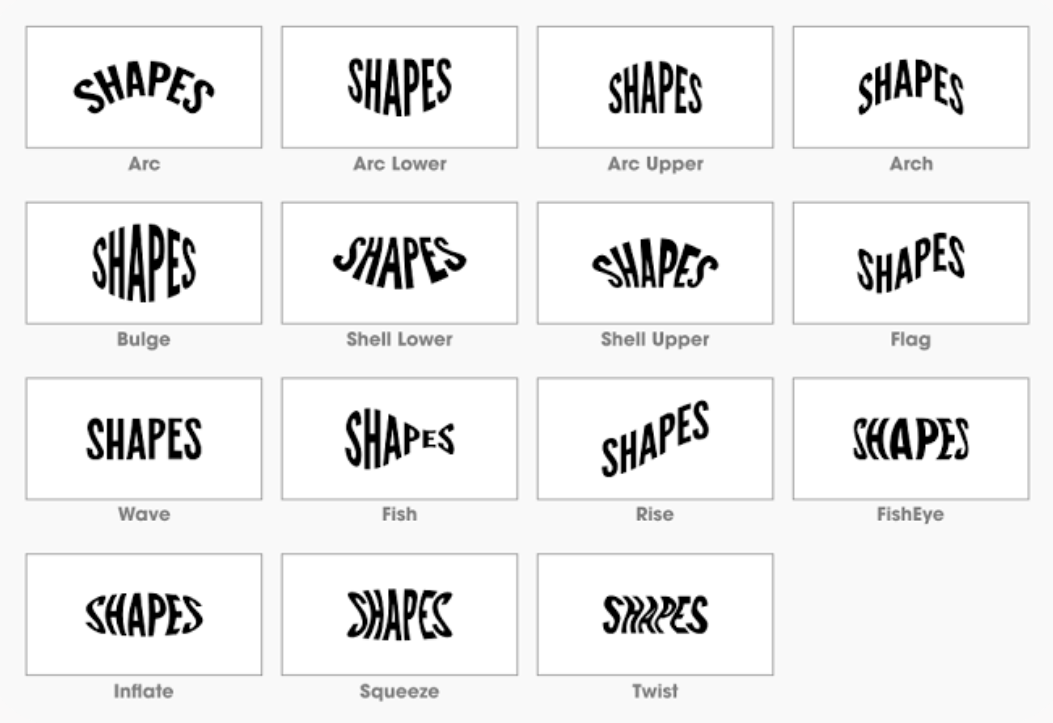 SHAPES SHAPES SHAPES SHAPES
Arc Arc Lower Arc Upper Arch
SHAPES SHAPES SHAPES SHAPES
Bulge Shell Lower Shell Upper Flag
SHAPES SHAPES SHAPES SHAPES
Wave Fish Rise FishEye
SHAPES SHAPES SHAPES
Inflate Squeeze Twist